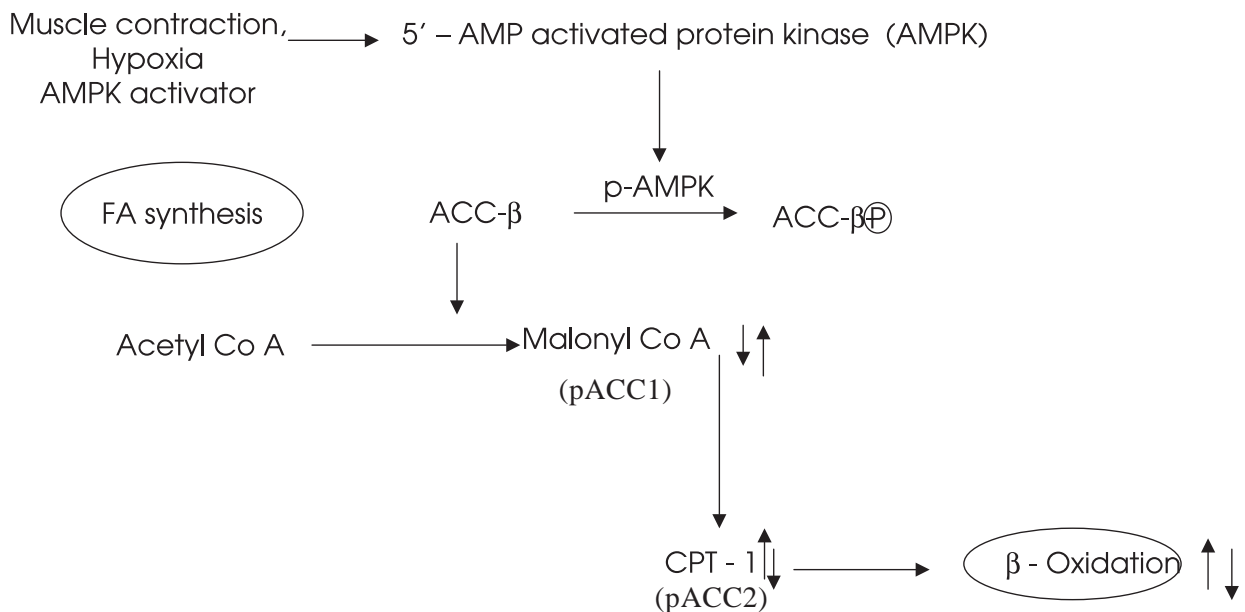 Muscle contraction,
Hypoxia
AMPK activator
5′ – AMP activated protein kinase (AMPK)
p-AMPK
FA synthesis
ACC-β
ACC-β-P
Acetyl Co A
Malonyl Co A
(pACC1)
CPT - 1
(pACC2)
β - Oxidation